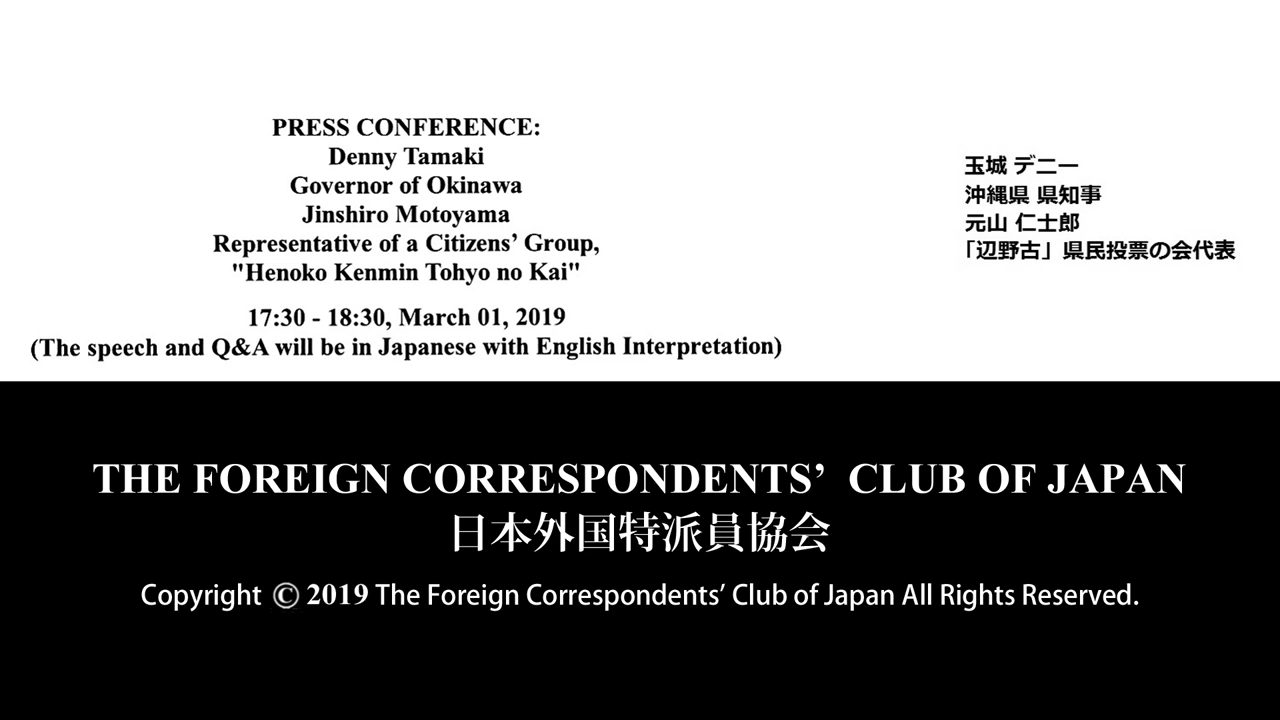 PRESS CONFERENCE:
Denny Tamaki
Governor of Okinawa
Jinshiro Motoyama
Representative of a Citizens’ Group,
"Henoko Kenmin Tohyo no Kai"
17:30 - 18:30, March 01, 2019
(The speech and Q&A will be in Japanese with English Interpretation)
玉城 デニー
沖縄県 県知事
元山 仁士郎
「辺野古」県民投票の会代表
THE FOREIGN CORRESPONDENTS’ CLUB OF JAPAN
日本外国特派員協会
Copyright © 2019 The Foreign Correspondents’ Club of Japan All Rights Reserved.